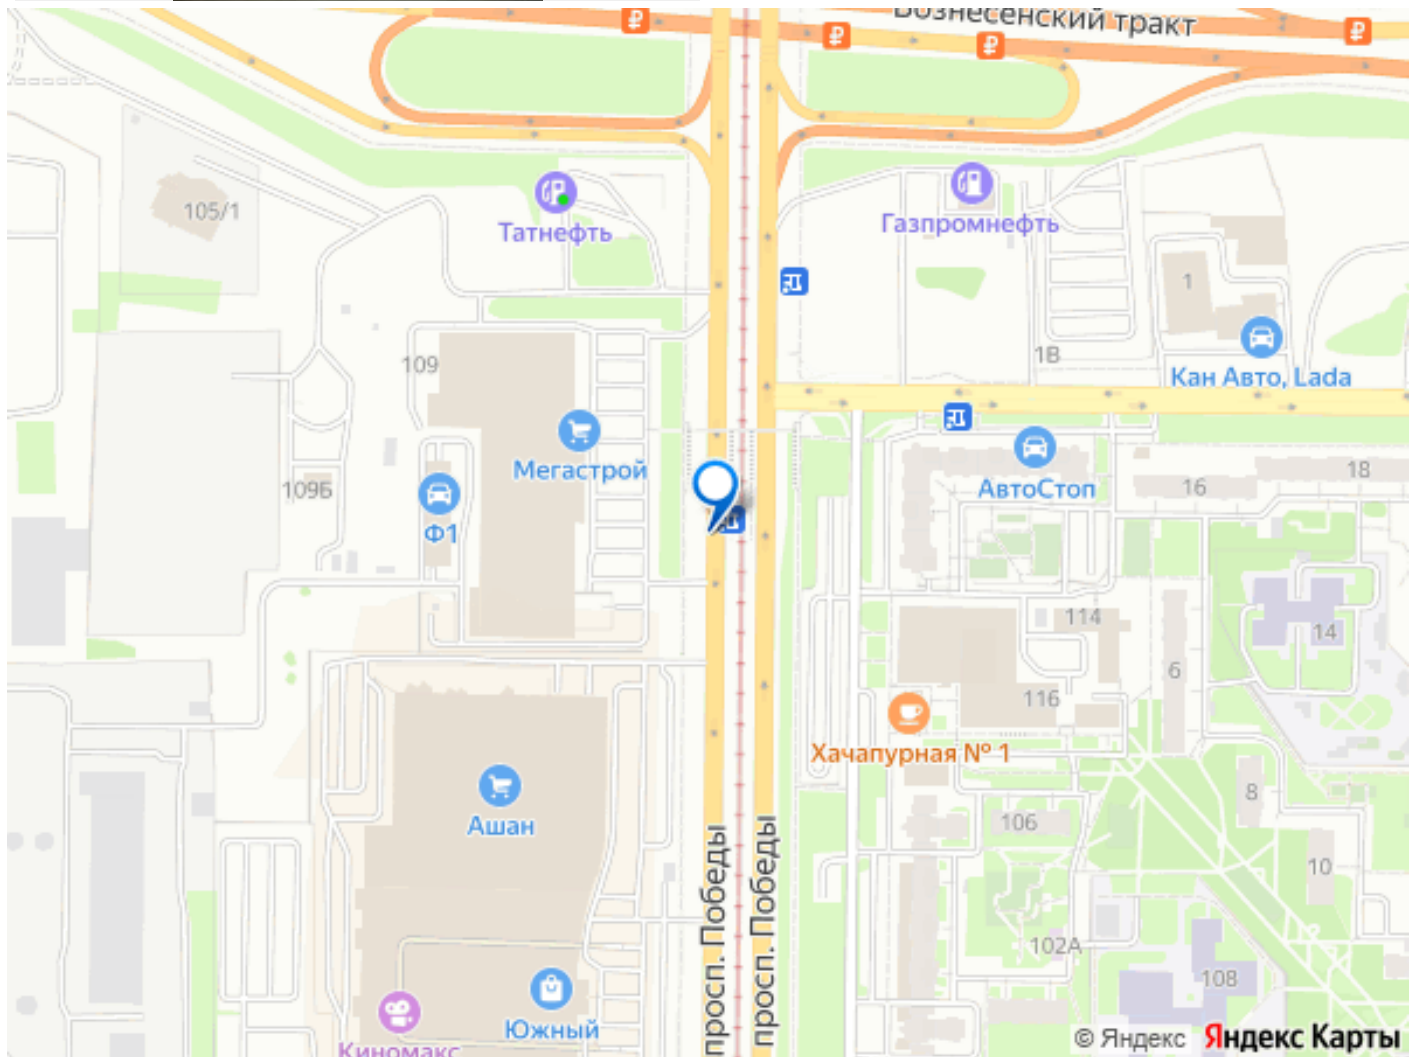 Вознесенский тракт
105/1
Татнефть
Газпромнефть
1
109
1В
Кан Авто, Lada
Мегастрой
АвтоСтоп
18
16
109Б
Ф1
114
14
6
116
Хачапурная № 1
8
Ашан
106
10
просп. Победы
просп. Победы
102А
108
Южный
Киномакс
© Яндекс Яндекс Карты